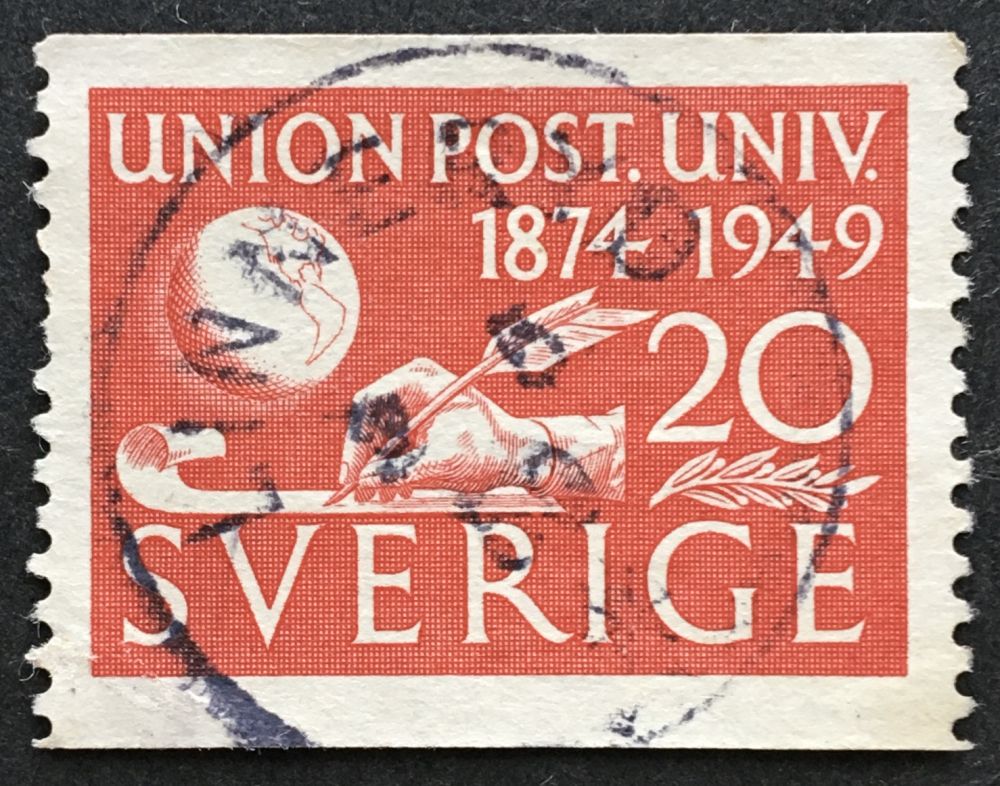 UNION POST. UNIV.
1874-1949
20
SVERIGE